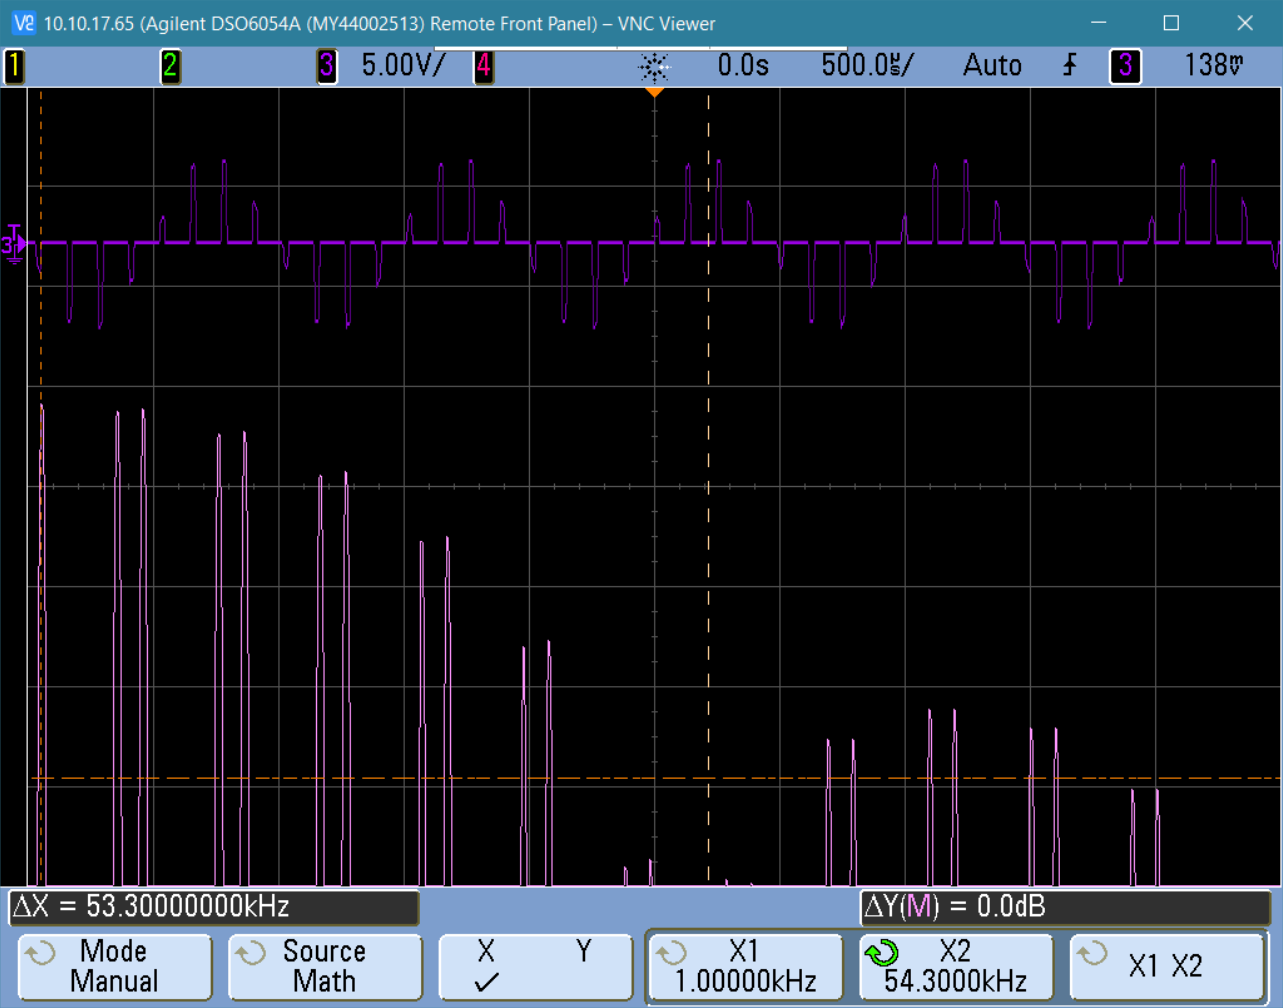 V2 10.10.17.65 (Agilent DSO6054A (MY44002513) Remote Front Panel) – VNC Viewer
1 2 3 5.00V/ 4 0.0s 500.0µs/ Auto 3 138mV
3
ΔX = 53.30000000kHz ΔY(M) = 0.0dB
Mode Manual
Source Math
X Y ✓
X1 1.00000kHz
X2 54.3000kHz
X1 X2